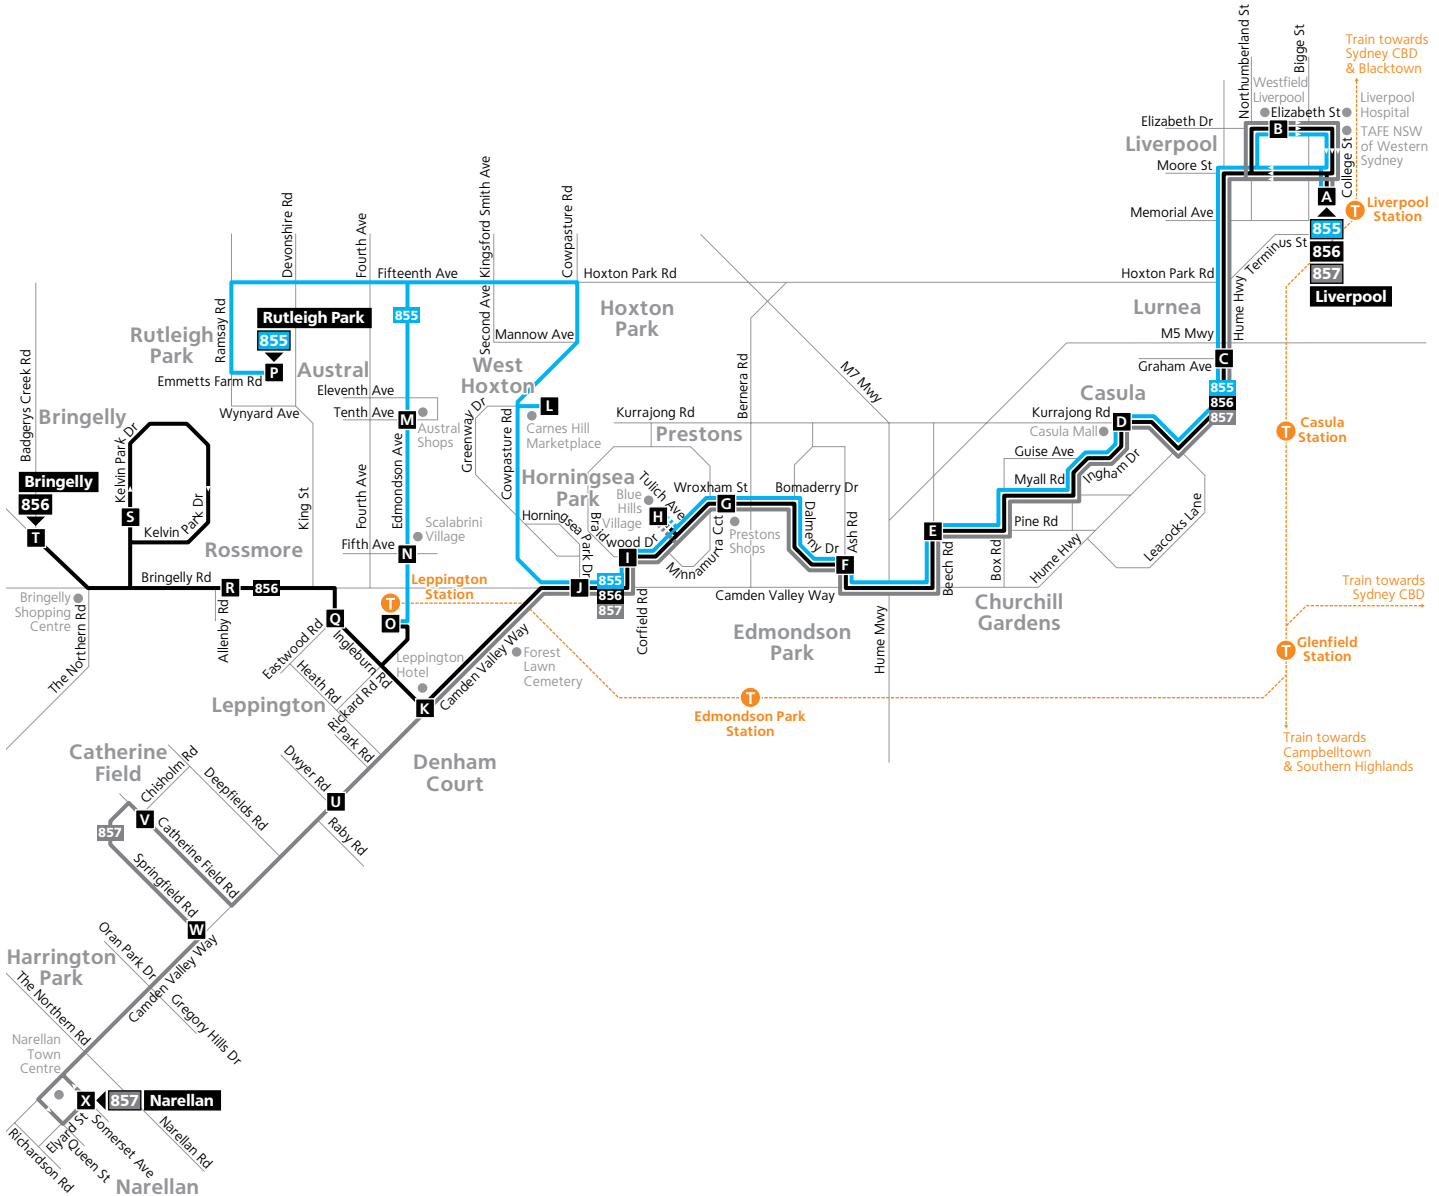 Northumberland St
Bigge St
Train towards
Sydney CBD
& Blacktown
Westfield
Liverpool
Liverpool
Hospital
Elizabeth St
Elizabeth Dr
B
TAFE NSW
of Western
Sydney
Liverpool
Moore St
College St
A
Memorial Ave
T
Liverpool
Station
855
856
857
Liverpool
Terminus St
Hoxton Park Rd
Hume Hwy
Lurnea
M5 Mwy
C
Graham Ave
855
856
857
Devonshire Rd
Fourth Ave
Kingsford Smith Ave
Second Ave
Cowpasture Rd
Fifteenth Ave
Hoxton Park Rd
Ramsay Rd
Rutleigh Park
855
P
855
Rutleigh
Park
Emmetts Farm Rd
Wynyard Ave
Austral
Eleventh Ave
Tenth Ave
M
Austral
Shops
Mannow Ave
West
Hoxton
Hoxton
Park
L
Carnes Hill
Marketplace
Greenway Dr
Cowpasture Rd
M7 Mwy
Bernera Rd
Kurrajong Rd
Prestons
Casula
Kurrajong Rd
D
Casula Mall
Guise Ave
Ingham Dr
Myall Rd
Pine Rd
Box Rd
Hume Hwy
Leacocks Lane
T
Casula
Station
Badgerys Creek Rd
Bringelly
Bringelly
856
T
Kelvin Park Dr
S
Kelvin Park Dr
Rossmore
King St
Fourth Ave
Edmondson Ave
Scalabrini
Village
Fifth Ave
N
Horningsea
Park
Horningsea Park Dr
Blue
Hills
Village
Tulich Ave
H
Braidwood Dr
I
Wroxham St
G
Prestons
Shops
Minnamurra Cct
Bomaderry Dr
Dalmeny Dr
Ash Rd
F
E
Beech Rd
Bringelly Rd
R
856
Bringelly
Shopping
Centre
The Northern Rd
Allenby Rd
Leppington
Station
T
O
Q
Eastwood Rd
Ingleburn Rd
Heath Rd
Rickard Rd
Park Rd
Leppington
Leppington
Hotel
K
Camden Valley Way
Forest
Lawn
Cemetery
J
855
856
857
Corfield Rd
Camden Valley Way
Edmondson
Park
Hume Mwy
Churchill
Gardens
T
Edmondson Park
Station
Train towards
Sydney CBD
T
Glenfield
Station
Train towards
Campbelltown
& Southern Highlands
Denham
Court
Catherine
Field
Chisholm Rd
Deepfields Rd
Dwyer Rd
U
Raby Rd
V
857
Catherine Field Rd
Springfield Rd
W
Harrington
Park
Oran Park Dr
Camden Valley Way
The Northern Rd
Gregory Hills Dr
Narellan
Town
Centre
X
857
Narellan
Elyard St
Somerset Ave
Queen St
Richardson Rd
Narellan Rd
Narellan